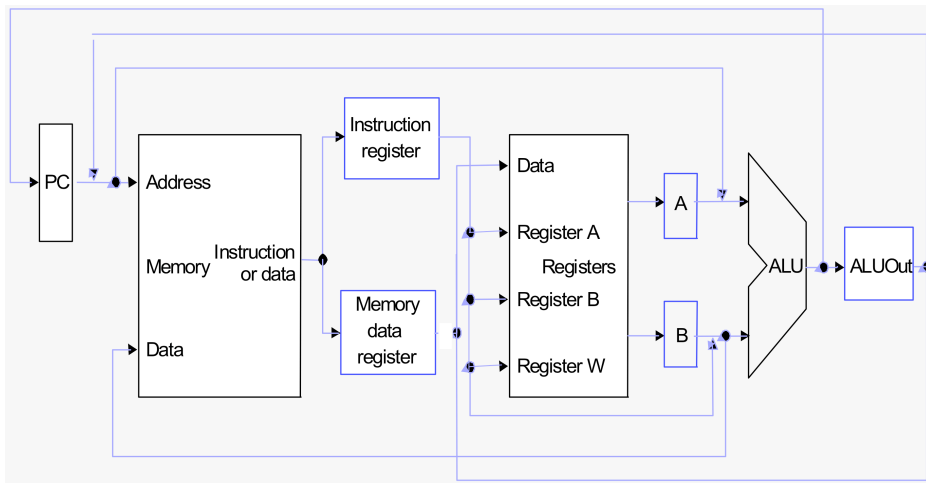 Instruction
register
PC
Address
Memory
Instruction
or data
Data
Memory
data
register
Data
Register A
Registers
Register B
Register W
A
B
ALU
ALUOut